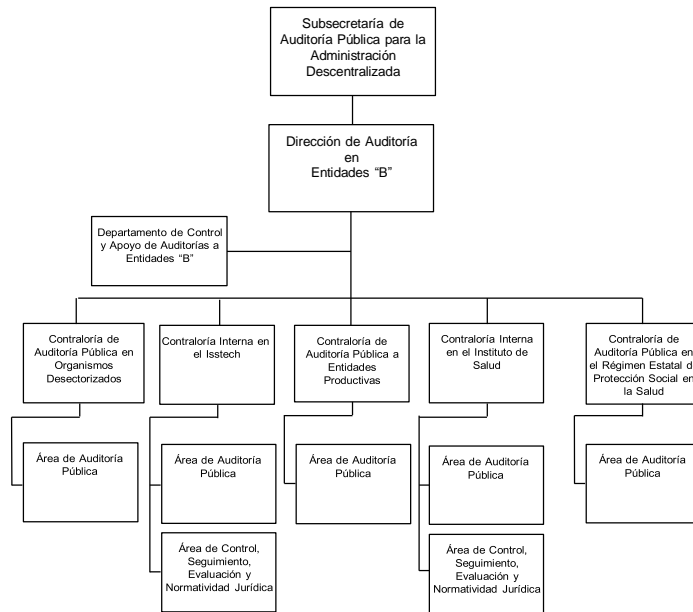 Subsecretaría de
Auditoría Pública para la
Administración
Descentralizada
Dirección de Auditoría
en
Entidades “B”
Departamento de Control
y Apoyo de Auditorías a
Entidades “B”
Contraloría de
Auditoría Pública en
Organismos
Desectorizados
Contraloría Interna en
el Isstech
Contraloría de
Auditoría Pública a
Entidades
Productivas
Contraloría Interna
en el Instituto de
Salud
Contraloría de
Auditoría Pública en
el Régimen Estatal de
Protección Social en
la Salud
Área de Auditoría
Pública
Área de Auditoría
Pública
Área de Auditoría
Pública
Área de Auditoría
Pública
Área de Auditoría
Pública
Área de Control,
Seguimiento,
Evaluación y
Normatividad Jurídica
Área de Control,
Seguimiento,
Evaluación y
Normatividad Jurídica